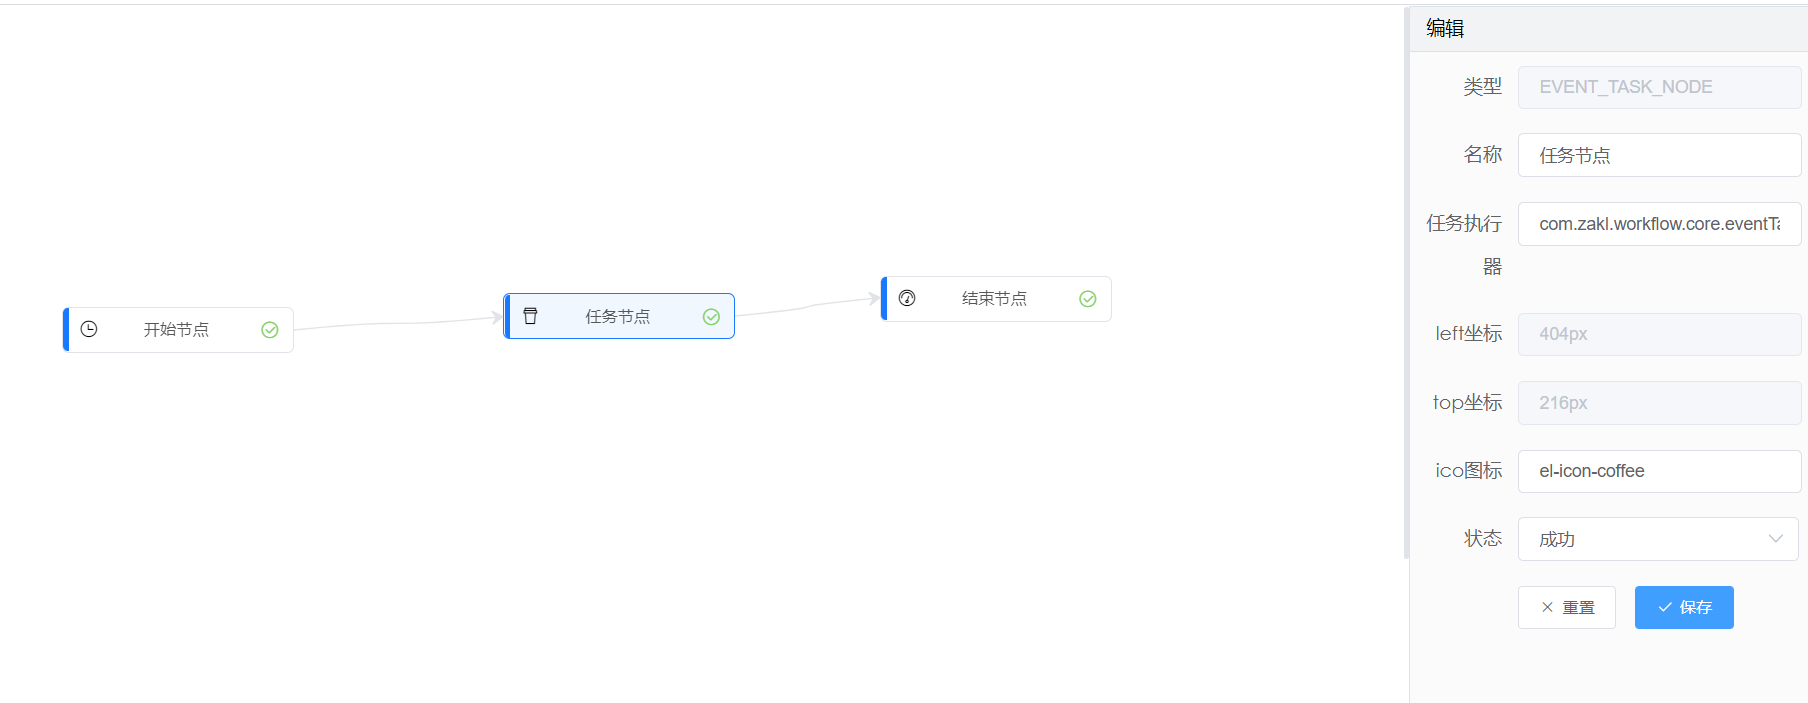 编辑
类型
EVENT_TASK_NODE
名称
任务节点
任务执行
器
com.zakl.workflow.core.eventTa
left坐标
404px
top坐标
216px
ico图标
el-icon-coffee
状态
成功
重置
保存
开始节点
任务节点
结束节点